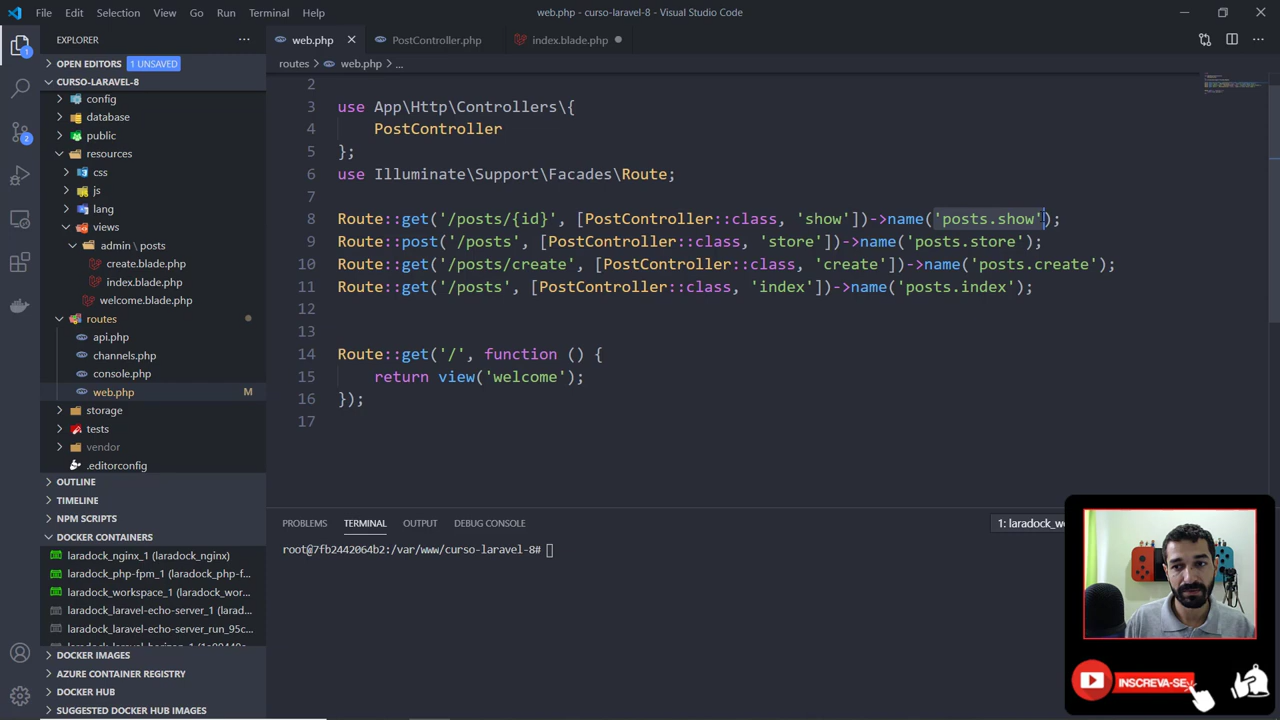 File Edit Selection View Go Run Terminal Help
web.php - curso-laravel-8 - Visual Studio Code
EXPLORER
OPEN EDITORS 1 UNSAVED
CURSO-LARAVEL-8
config
database
public
resources
css
js
lang
views
admin \ posts
create.blade.php
index.blade.php
welcome.blade.php
routes
api.php
channels.php
console.php
web.php M
storage
tests
vendor
.editorconfig
OUTLINE
TIMELINE
NPM SCRIPTS
DOCKER CONTAINERS
laradock_nginx_1 (laradock_nginx)
laradock_php-fpm_1 (laradock_php-f...
laradock_workspace_1 (laradock_wor...
laradock_laravel-echo-server_1 (larad...
laradock_laravel-echo-server_run_95c...
DOCKER IMAGES
AZURE CONTAINER REGISTRY
DOCKER HUB
SUGGESTED DOCKER HUB IMAGES
1
2
web.php PostController.php index.blade.php
routes > web.php > ...
2
3 use App\Http\Controllers\{
4 PostController
5 };
6 use Illuminate\Support\Facades\Route;
7
8 Route::get('/posts/{id}', [PostController::class, 'show'])->name('posts.show');
9 Route::post('/posts', [PostController::class, 'store'])->name('posts.store');
10 Route::get('/posts/create', [PostController::class, 'create'])->name('posts.create');
11 Route::get('/posts', [PostController::class, 'index'])->name('posts.index');
12
13
14 Route::get('/', function () {
15 return view('welcome');
16 });
17
PROBLEMS TERMINAL OUTPUT DEBUG CONSOLE
1: laradock_wo
root@7fb2442064b2:/var/www/curso-laravel-8#
INSCREVA-SE